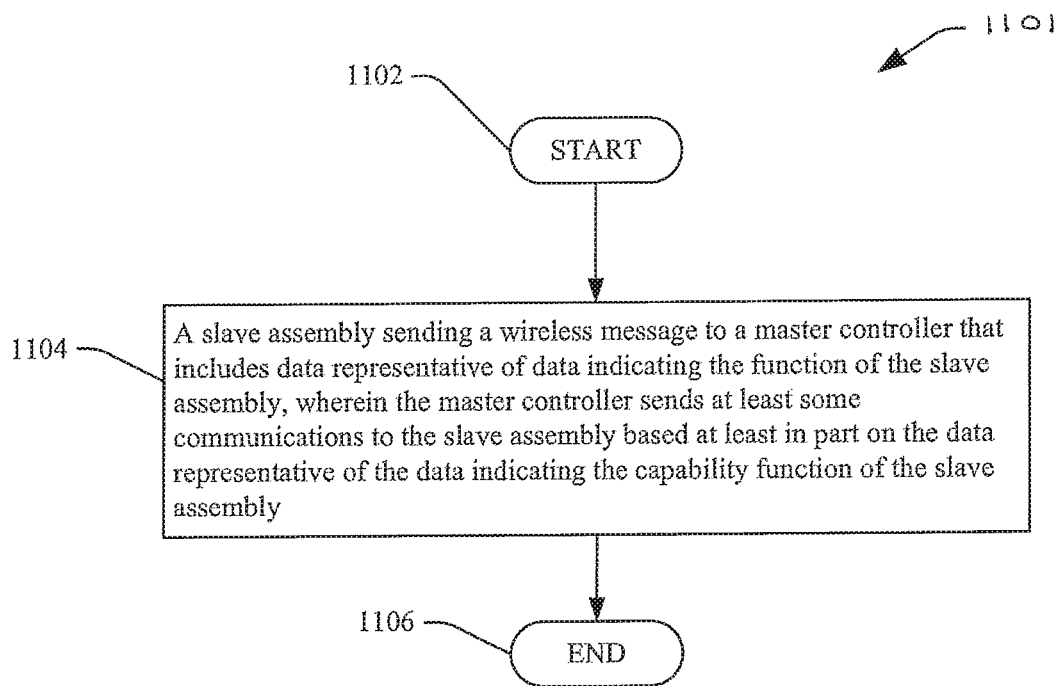 1101
1102
START
1104
A slave assembly sending a wireless message to a master controller that
includes data representative of data indicating the function of the slave
assembly, wherein the master controller sends at least some
communications to the slave assembly based at least in part on the data
representative of the data indicating the capability function of the slave
assembly
1106
END